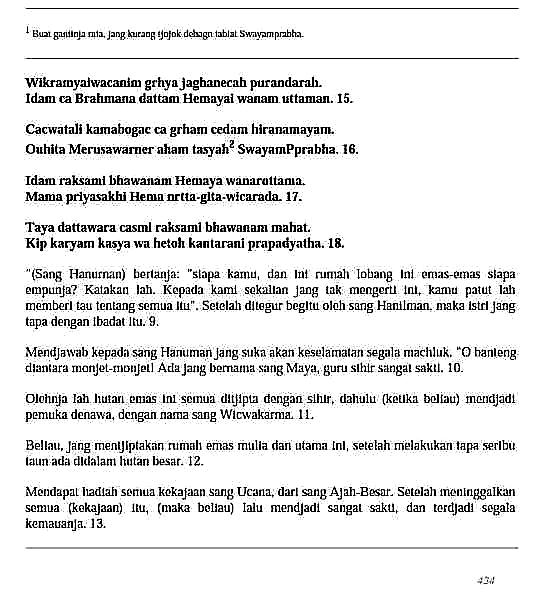 1 Buat gantinja mta, jang kurang tjotjok dehagn tabiat Swayamprabha.
Wikramyaiwacanim grhya jaghanecah purandarah.
Idam ca Brahmana dattam Hemayai wanam uttaman. 15.
Cacwatali kamabogac ca grham cedam hiranamayam.
Ouhita Merusawarner aham tasyah2 SwayamPprabha. 16.
Idam raksami bhawanam Hemaya wanarottama.
Mama priyasakhi Hema nrtta-gita-wicarada. 17.
Taya dattawara casmi raksami bhawanam mahat.
Kip karyam kasya wa hetoh kantarani prapadyatha. 18.
"(Sang Hanuman) bertanja: "siapa kamu, dan ini rumah lobang ini emas-emas siapa
empunja? Katakan lah. Kepada kami sekalian jang tak mengerti ini, kamu patut lah
memberi tau tentang semua itu". Setelah ditegur begitu oleh sang Hanilman, maka istri jang
tapa dengan ibadat itu. 9.
Mendjawab kepada sang Hanuman jang suka akan keselamatan segala machluk. "O banteng
diantara monjet-monjet! Ada jang bernama sang Maya, guru sihir sangat sakti. 10.
Olehnja lah hutan emas ini semua ditjipta dengan sihir, dahulu (ketika beliau) mendjadi
pemuka denawa, dengan nama sang Wicwakarma. 11.
Beliau, jang mentjiptakan rumah emas mulia dan utama ini, setelah melakukan tapa seribu
taun ada didalam hutan besar. 12.
Mendapat hadiah semua kekajaan sang Ucana, dari sang Ajah-Besar. Setelah meninggalkan
semua (kekajaan) itu, (maka beliau) lalu mendjadi sangat sakti, dan terdjadi segala
kemauanja. 13.
434